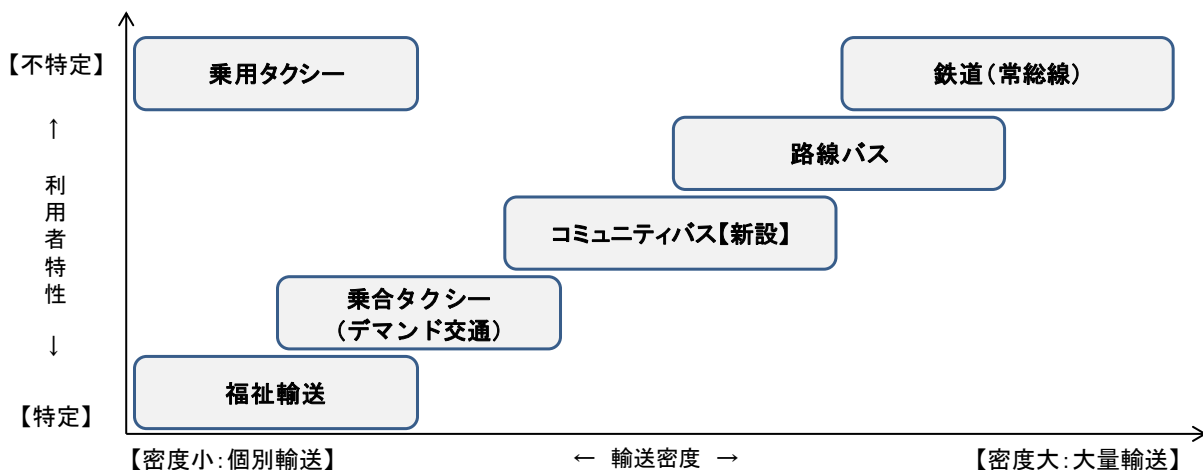 【不特定】
乗用タクシー
鉄道（常総線）
↑
路線バス
利用者特性
コミュニティバス【新設】
乗合タクシー
（デマンド交通）
↓
福祉輸送
【特定】
【密度小：個別輸送】
← 輸送密度 →
【密度大：大量輸送】